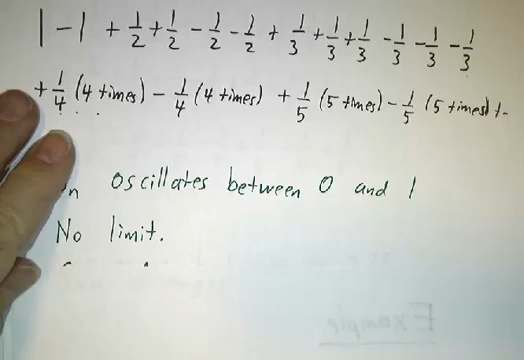 1 - 1 + 1/2 + 1/2 - 1/2 - 1/2 + 1/3 + 1/3 + 1/3 - 1/3 - 1/3 - 1/3
+ 1/4 (4 times) - 1/4 (4 times) + 1/5 (5 times) - 1/5 (5 times) + -
n oscillates between 0 and 1
No limit.
Example